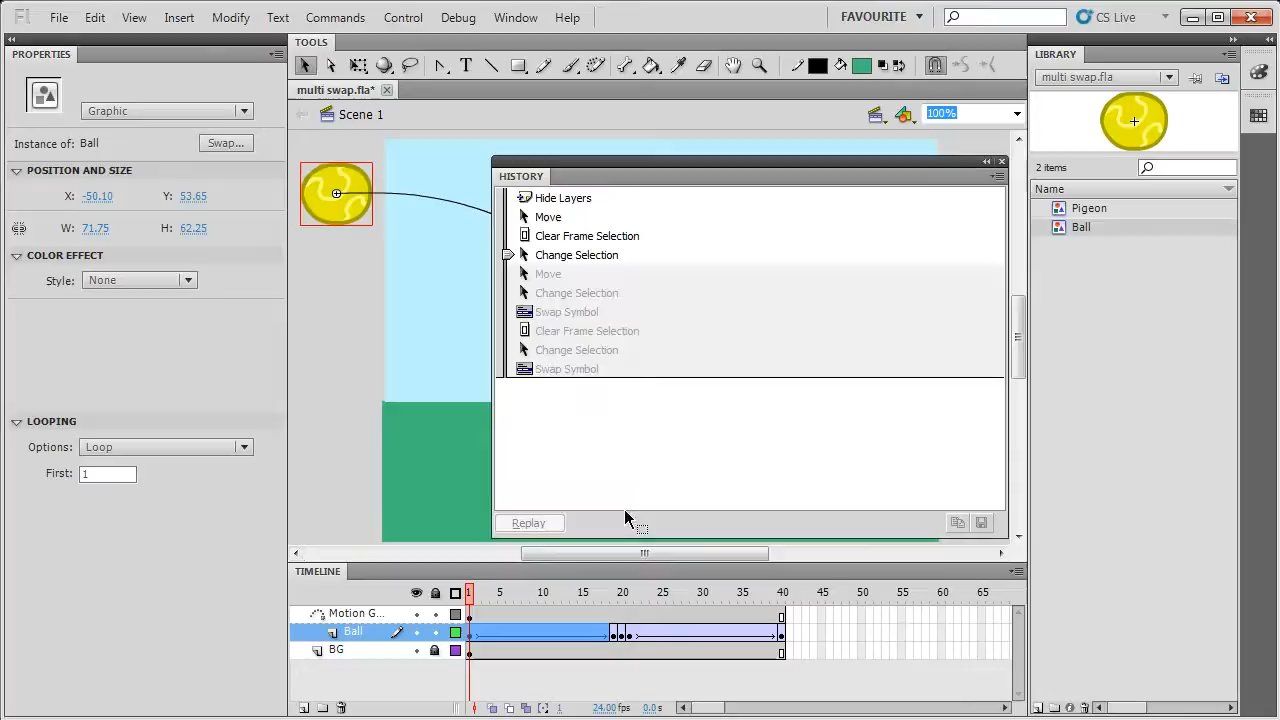 Fl File Edit View Insert Modify Text Commands Control Debug Window Help FAVOURITE CS Live
PROPERTIES
Graphic
Instance of: Ball Swap...
POSITION AND SIZE
X: -50.10 Y: 53.65
W: 71.75 H: 62.25
COLOR EFFECT
Style: None
LOOPING
Options: Loop
First: 1
TOOLS
multi swap.fla*
Scene 1 100%
HISTORY
Hide Layers
Move
Clear Frame Selection
Change Selection
Move
Change Selection
Swap Symbol
Clear Frame Selection
Change Selection
Swap Symbol
Replay
TIMELINE
1 5 10 15 20 25 30 35 40 45 50 55 60 65
Motion G...
Ball
BG
1 24.00 fps 0.0 s
LIBRARY
multi swap.fla
2 items
Name
Pigeon
Ball